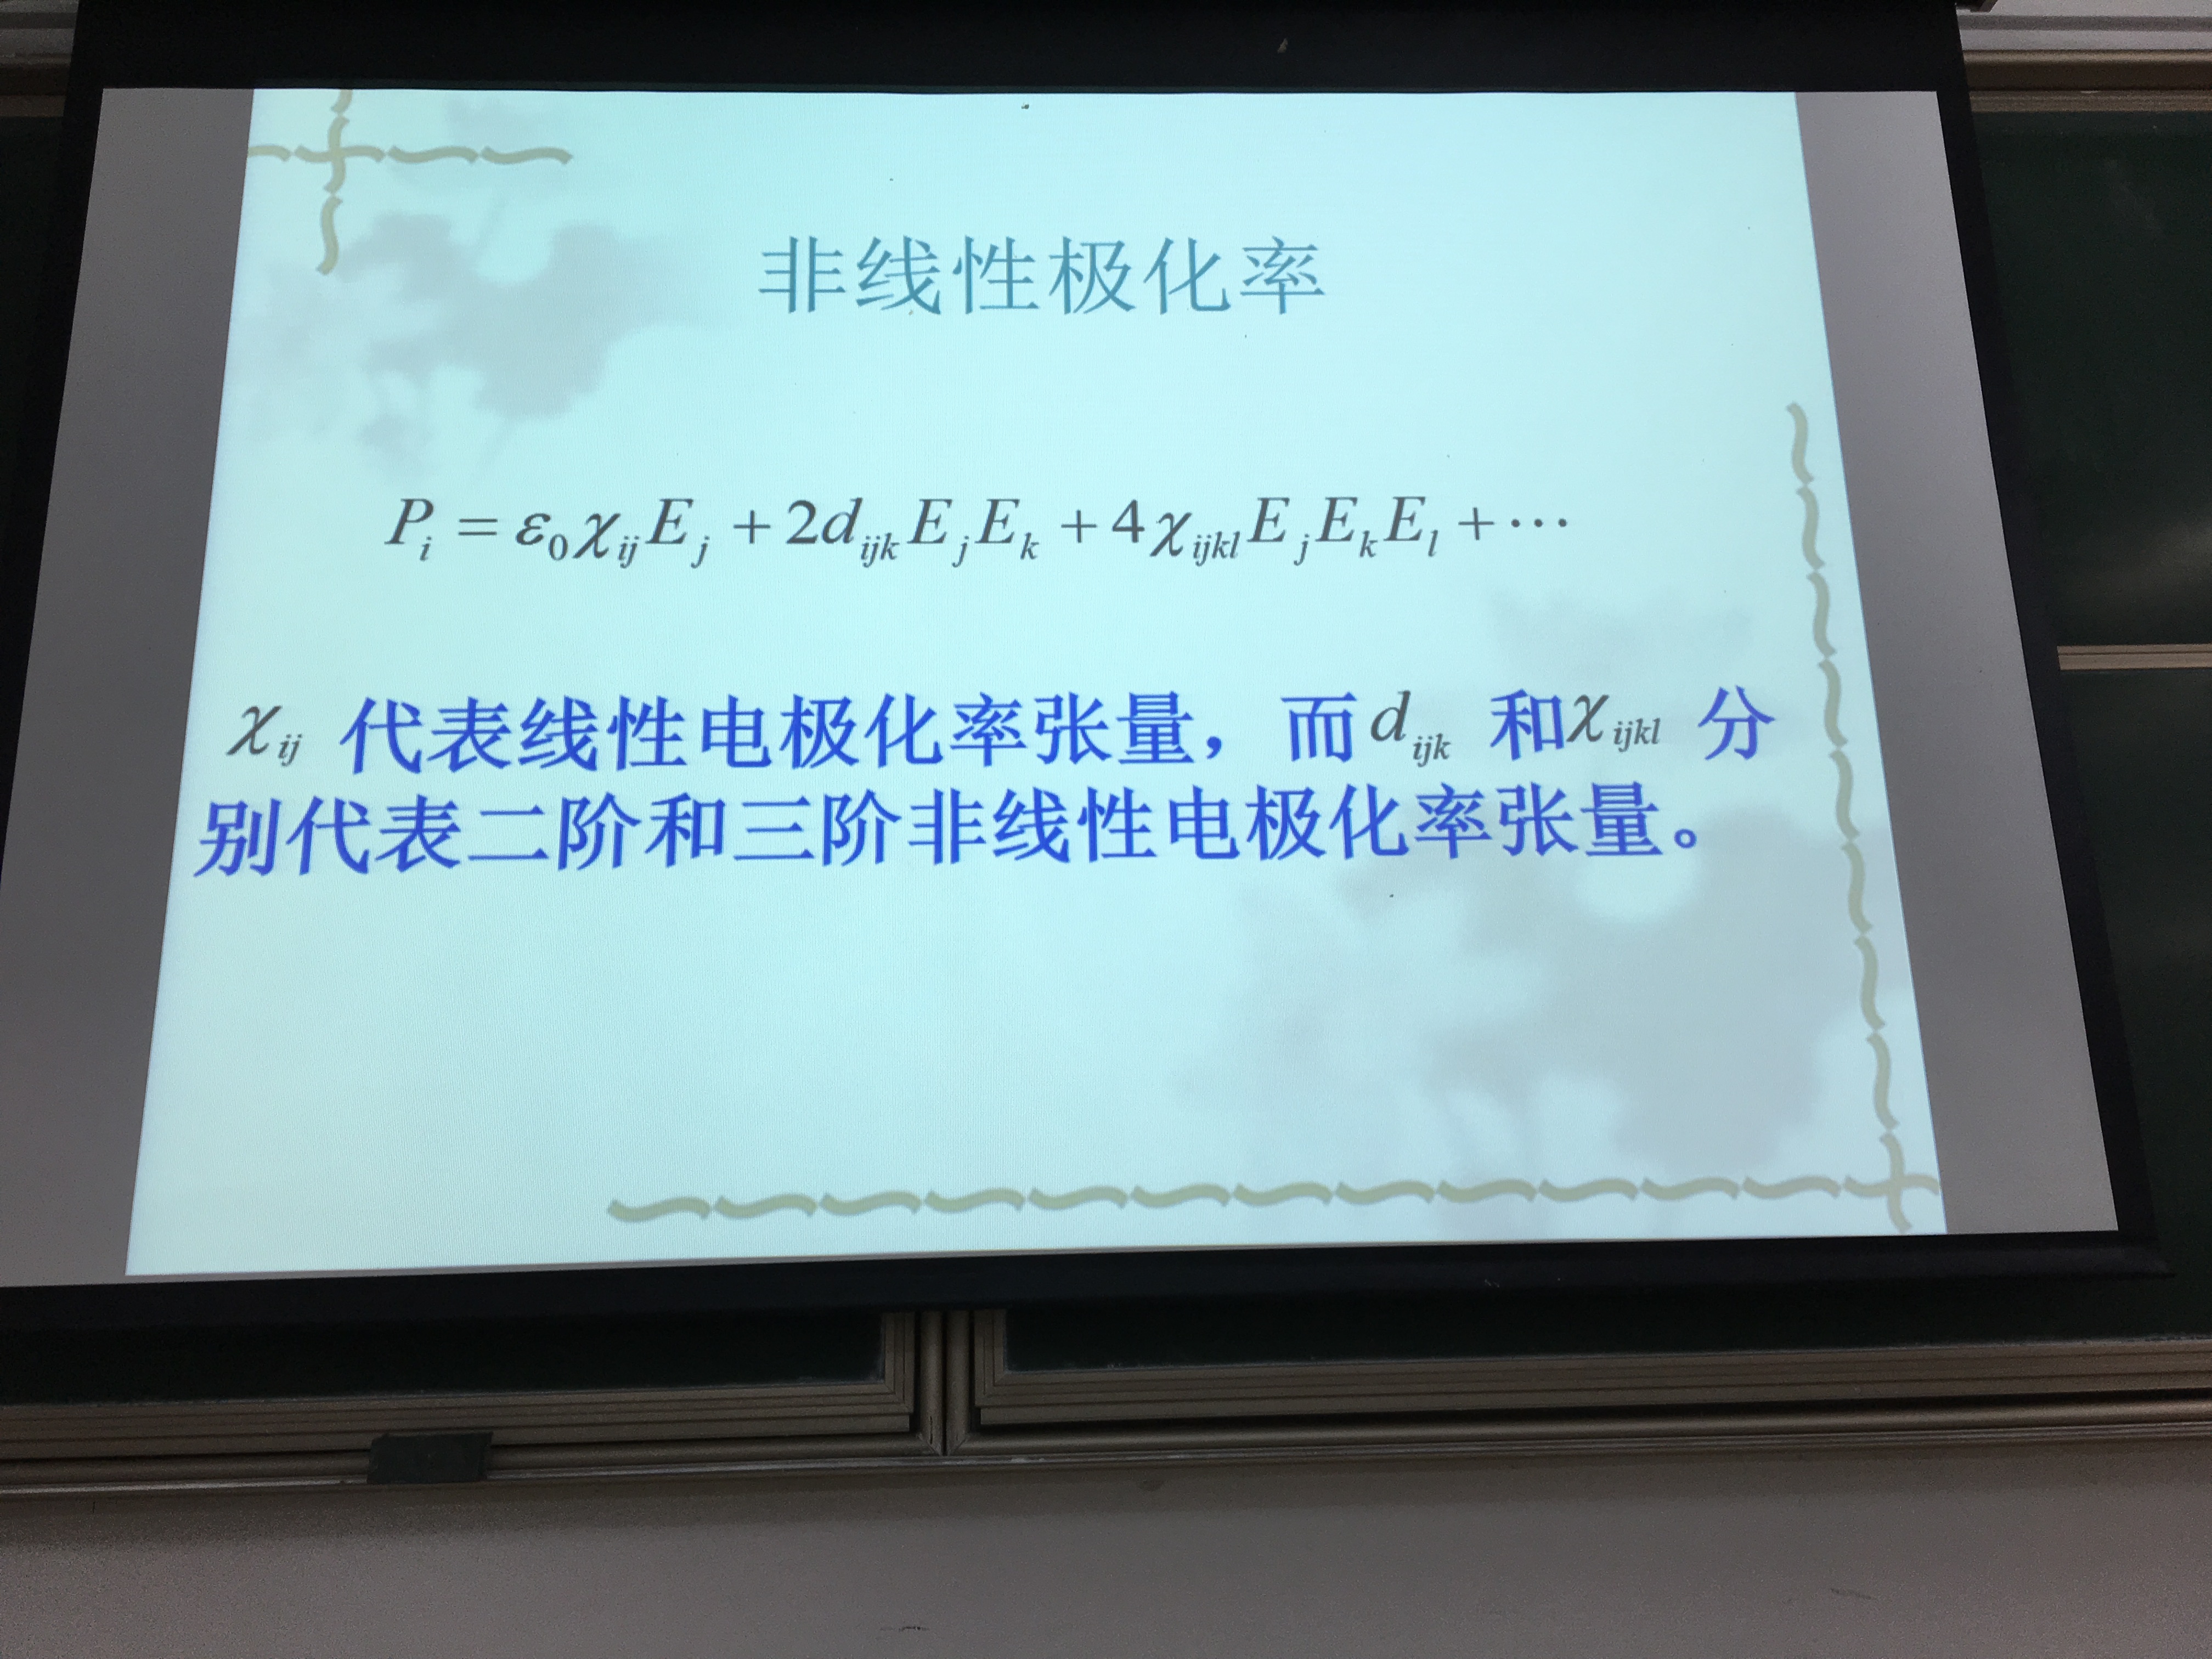 非线性极化率
$P_i = \varepsilon_0 \chi_{ij} E_j + 2d_{ijk} E_j E_k + 4\chi_{ijkl} E_j E_k E_l + \cdots$
$\chi_{ij}$ 代表线性电极化率张量，而 $d_{ijk}$ 和 $\chi_{ijkl}$ 分
别代表二阶和三阶非线性电极化率张量。